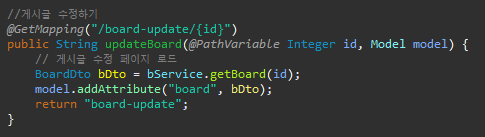 //게시글 수정하기
@GetMapping("/board-update/{id}")
public String updateBoard(@PathVariable Integer id, Model model) {
// 게시글 수정 페이지 로드
BoardDto bDto = bService.getBoard(id);
model.addAttribute("board", bDto);
return "board-update";
}